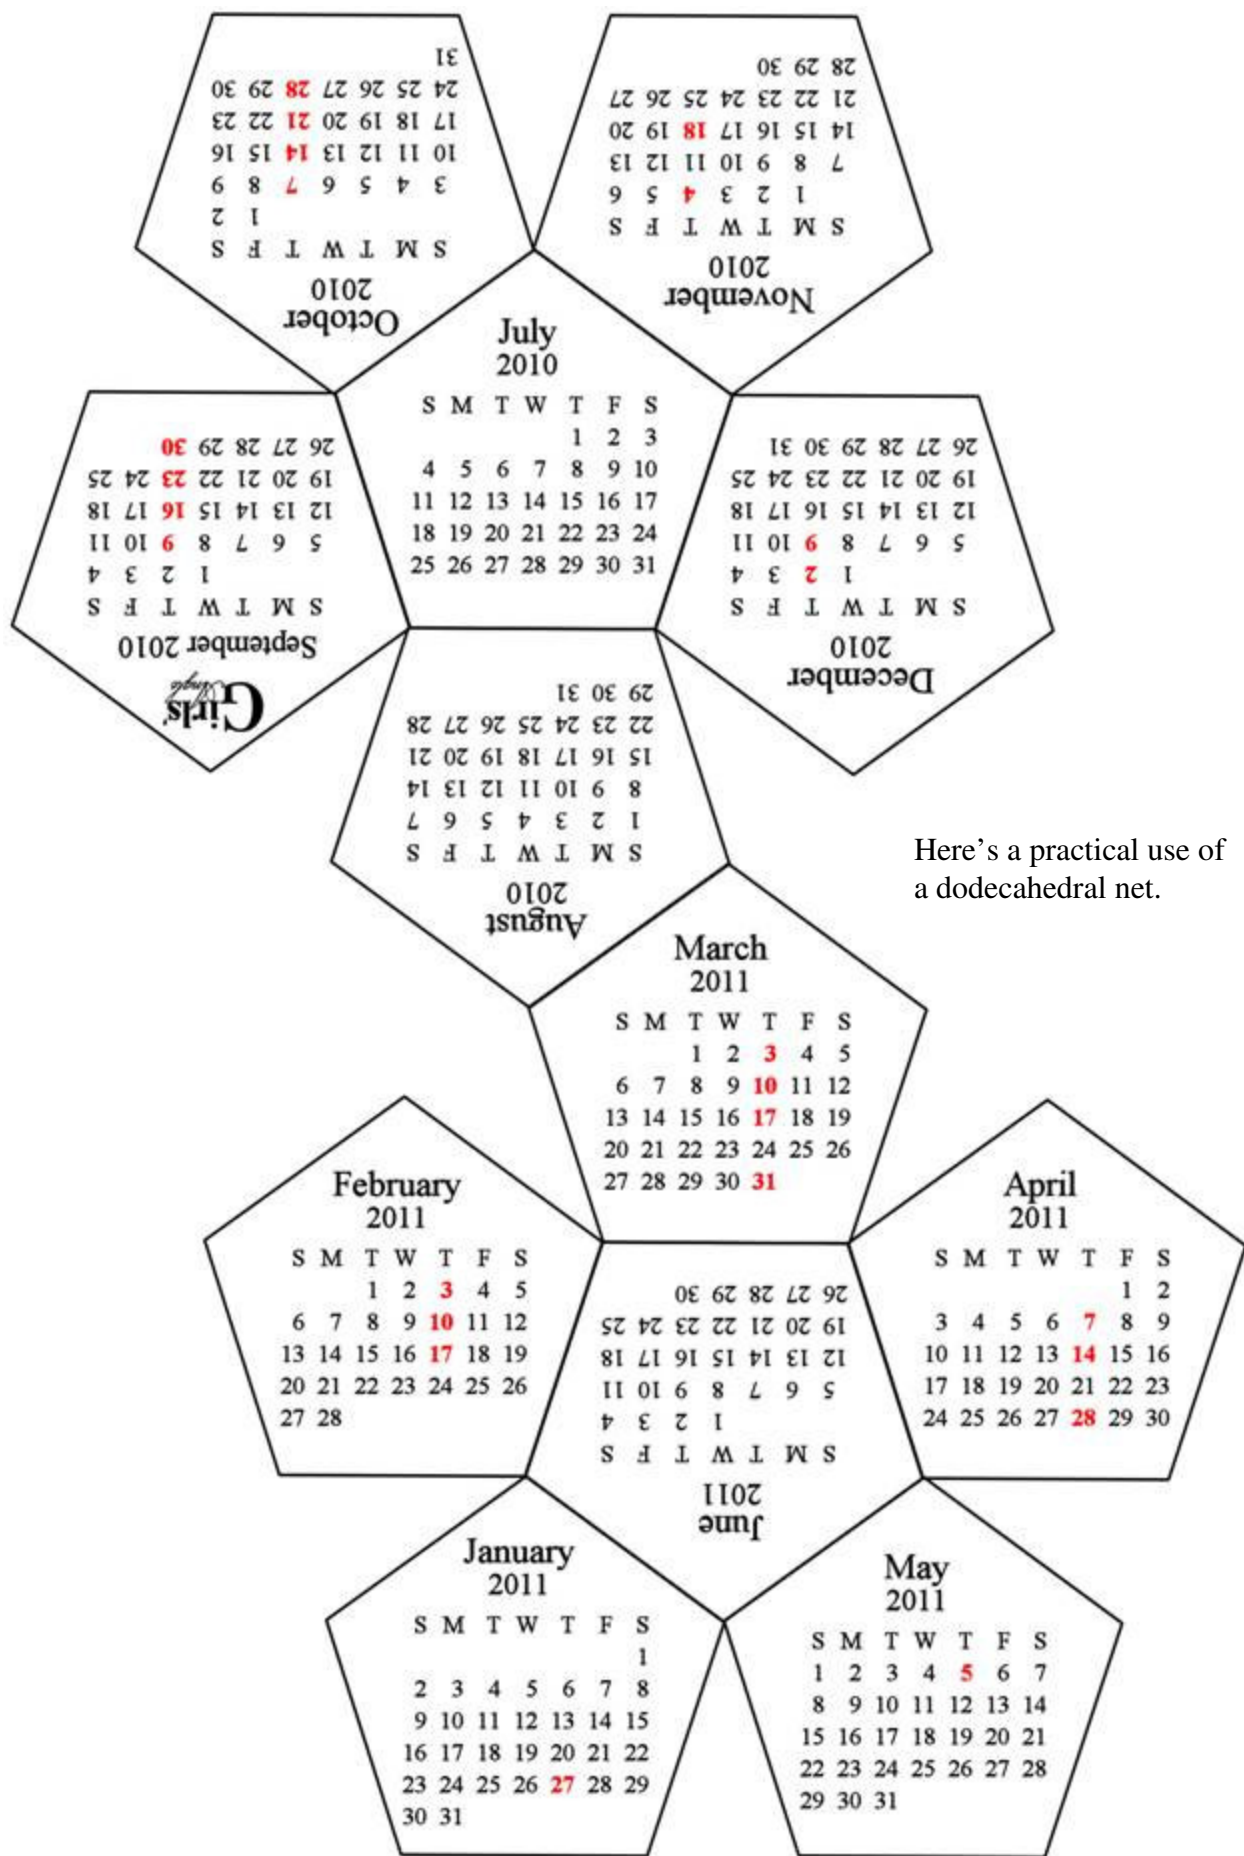 October
2010
S M T W T F S
1 2
3 4 5 6 7 8 9
10 11 12 13 14 15 16
17 18 19 20 21 22 23
24 25 26 27 28 29 30
31
November
2010
S M T W T F S
1 2 3 4 5 6
7 8 9 10 11 12 13
14 15 16 17 18 19 20
21 22 23 24 25 26 27
28 29 30
July
2010
S M T W T F S
1 2 3
4 5 6 7 8 9 10
11 12 13 14 15 16 17
18 19 20 21 22 23 24
25 26 27 28 29 30 31
Girls'
Angle
September 2010
S M T W T F S
1 2 3 4
5 6 7 8 9 10 11
12 13 14 15 16 17 18
19 20 21 22 23 24 25
26 27 28 29 30
December
2010
S M T W T F S
1 2 3 4
5 6 7 8 9 10 11
12 13 14 15 16 17 18
19 20 21 22 23 24 25
26 27 28 29 30 31
August
2010
S M T W T F S
1 2 3 4 5 6 7
8 9 10 11 12 13 14
15 16 17 18 19 20 21
22 23 24 25 26 27 28
29 30 31
Here’s a practical use of
a dodecahedral net.
March
2011
S M T W T F S
1 2 3 4 5
6 7 8 9 10 11 12
13 14 15 16 17 18 19
20 21 22 23 24 25 26
27 28 29 30 31
February
2011
S M T W T F S
1 2 3 4 5
6 7 8 9 10 11 12
13 14 15 16 17 18 19
20 21 22 23 24 25 26
27 28
April
2011
S M T W T F S
1 2
3 4 5 6 7 8 9
10 11 12 13 14 15 16
17 18 19 20 21 22 23
24 25 26 27 28 29 30
June
2011
S M T W T F S
1 2 3 4
5 6 7 8 9 10 11
12 13 14 15 16 17 18
19 20 21 22 23 24 25
26 27 28 29 30
January
2011
S M T W T F S
1
2 3 4 5 6 7 8
9 10 11 12 13 14 15
16 17 18 19 20 21 22
23 24 25 26 27 28 29
30 31
May
2011
S M T W T F S
1 2 3 4 5 6 7
8 9 10 11 12 13 14
15 16 17 18 19 20 21
22 23 24 25 26 27 28
29 30 31